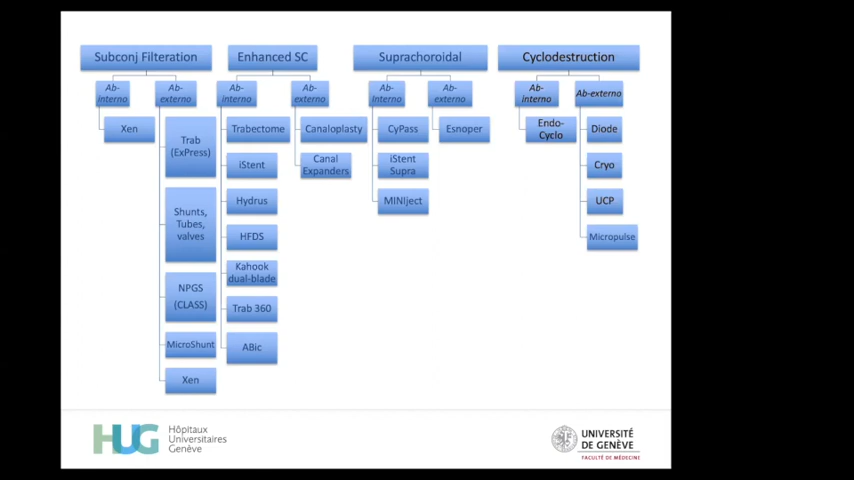 Subconj Filteration
Enhanced SC
Suprachoroidal
Cyclodestruction
Ab-
interno
Ab-
externo
Ab-
interno
Ab-
externo
Ab-
Interno
Ab-
externo
Ab-
interno
Ab-externo
Xen
Trab
(ExPress)
Shunts,
Tubes,
valves
NPGS
(CLASS)
MicroShunt
Xen
Trabectome
iStent
Hydrus
HFDS
Kahook
dual-blade
Trab 360
ABic
Canaloplasty
Canal
Expanders
CyPass
iStent
Supra
MINIject
Esnoper
Endo-
Cyclo
Diode
Cryo
UCP
Micropulse
HUG
Hôpitaux
Universitaires
Genève
UNIVERSITÉ
DE GENÈVE
FACULTÉ DE MÉDECINE